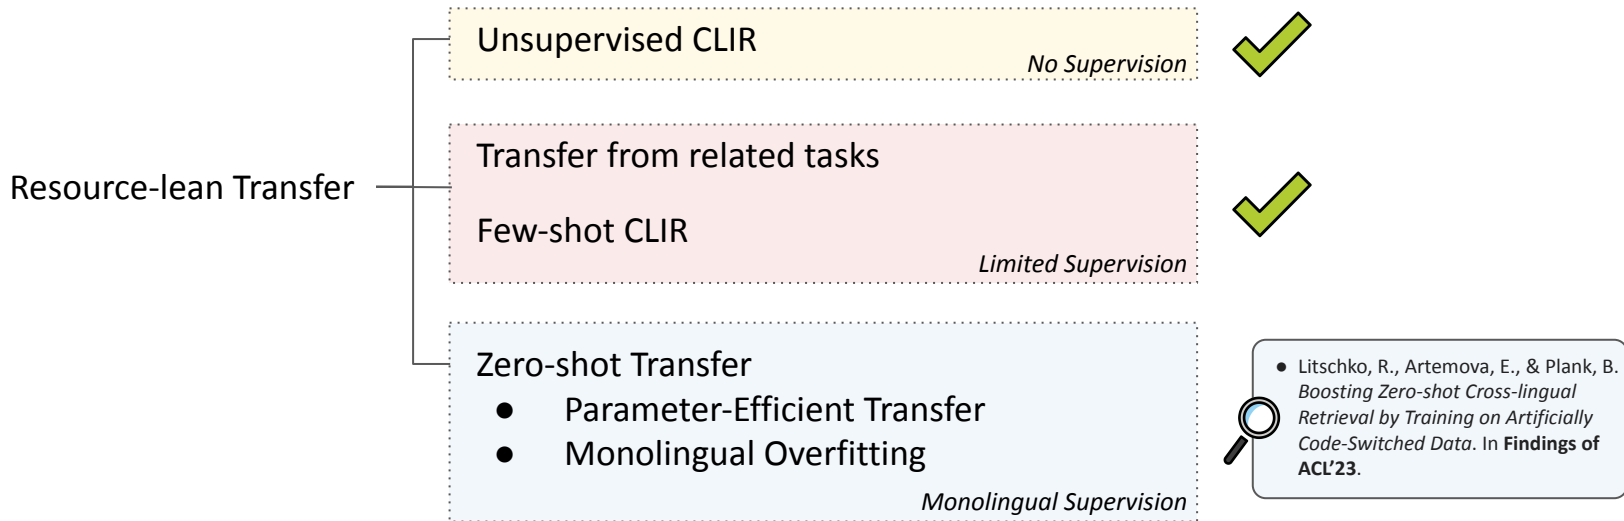 Unsupervised CLIR
No Supervision
Transfer from related tasks
Resource-lean Transfer
Few-shot CLIR
Limited Supervision
Zero-shot Transfer
● Parameter-Efficient Transfer
● Monolingual Overfitting
Monolingual Supervision
● Litschko, R., Artemova, E., & Plank, B.
Boosting Zero-shot Cross-lingual
Retrieval by Training on Artificially
Code-Switched Data. In Findings of
ACL’23.